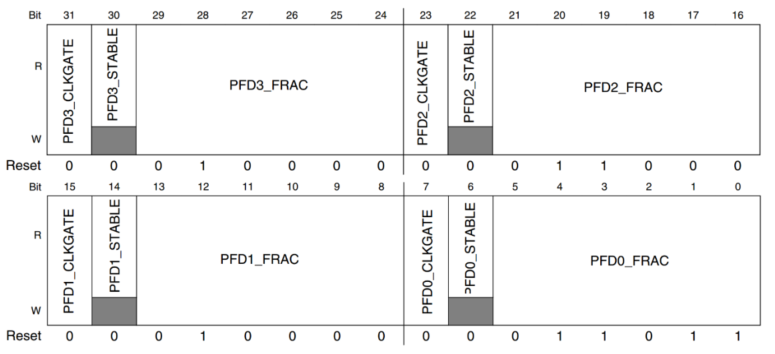 Bit 31 30 29 28 27 26 25 24 23 22 21 20 19 18 17 16
R
PFD3_CLKGATE PFD3_STABLE PFD3_FRAC PFD2_CLKGATE PFD2_STABLE PFD2_FRAC
W
Reset 0 0 0 1 0 0 0 0 0 0 0 1 1 0 0 0
Bit 15 14 13 12 11 10 9 8 7 6 5 4 3 2 1 0
R
PFD1_CLKGATE PFD1_STABLE PFD1_FRAC PFD0_CLKGATE PFD0_STABLE PFD0_FRAC
W
Reset 0 0 0 1 0 0 0 0 0 0 0 1 1 0 1 1